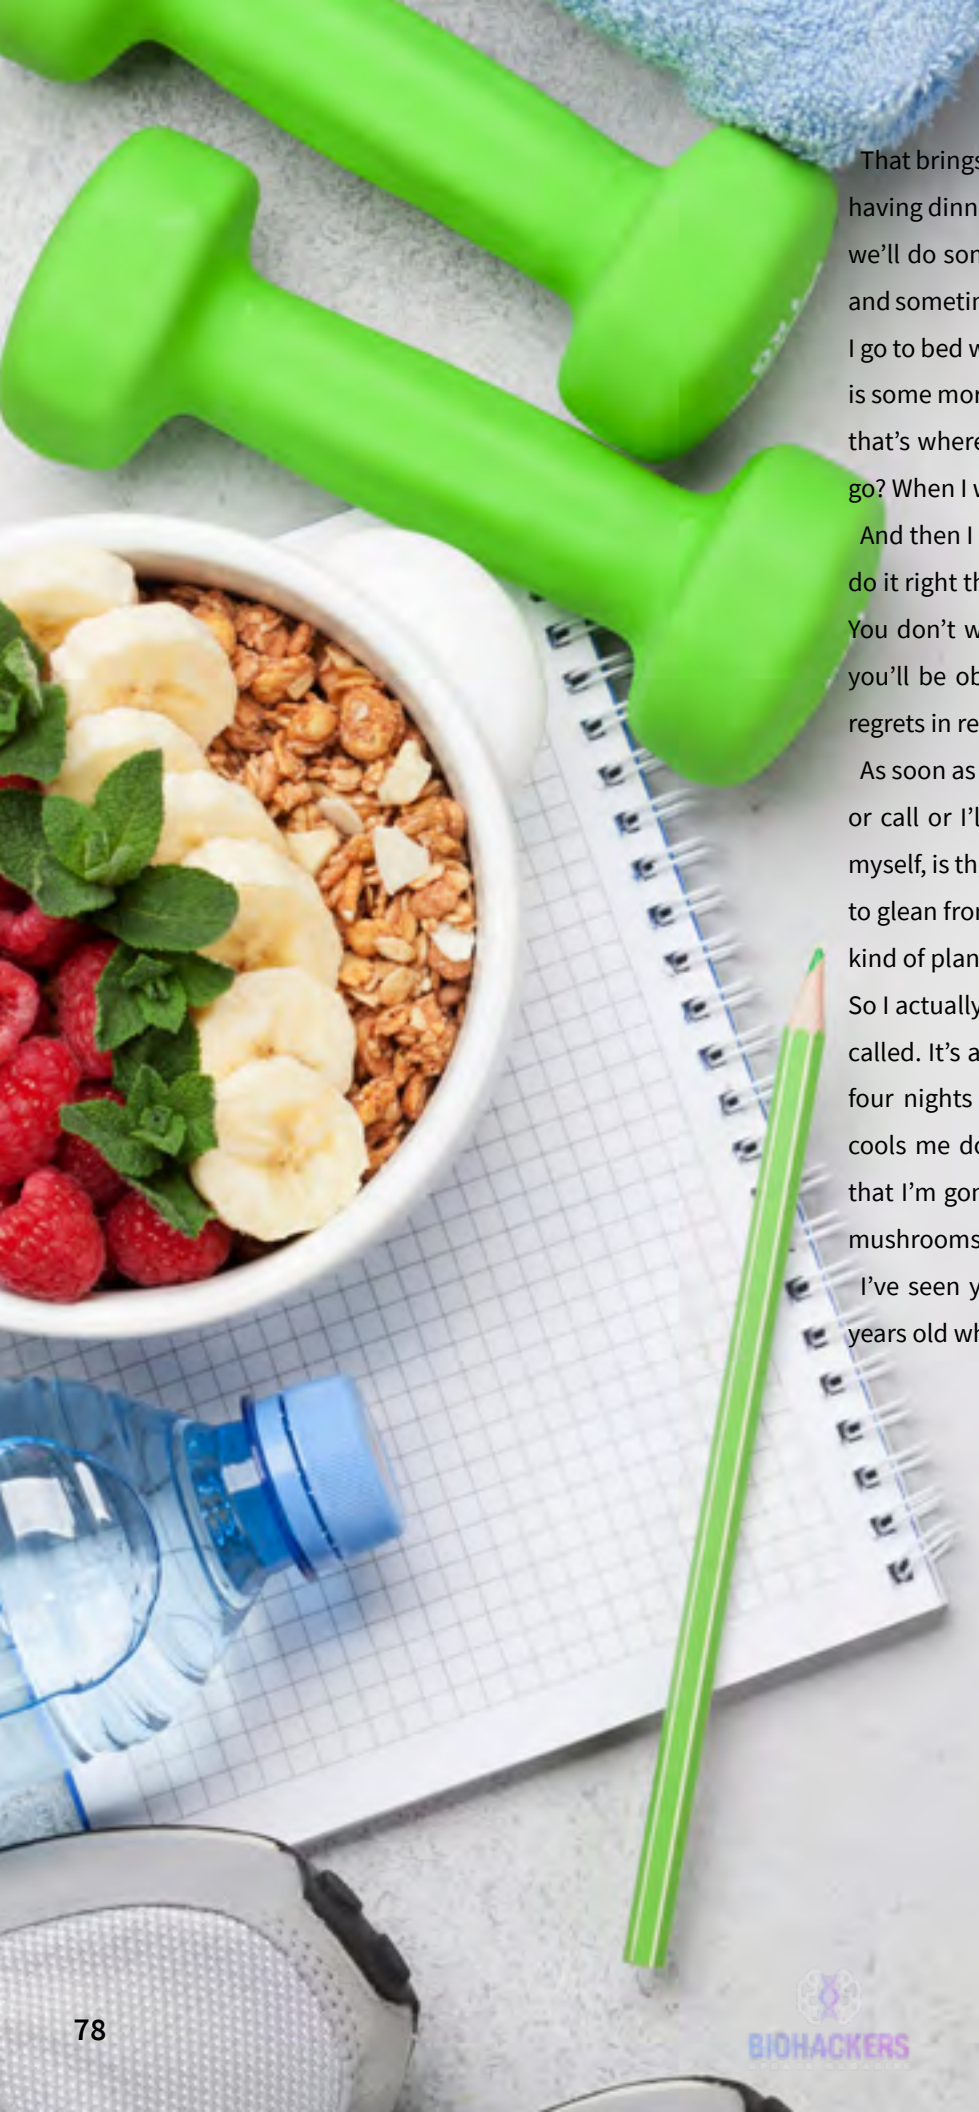 That brings
having dinn
we’ll do som
and sometim
I go to bed w
is some mor
that’s where
go? When I w
And then I
do it right th
You don’t w
you’ll be ob
regrets in re
As soon as
or call or I’l
myself, is th
to glean from
kind of plan
So I actually
called. It’s a
four nights
cools me do
that I’m gon
mushrooms
I’ve seen y
years old wh
78
BIOHACKERS